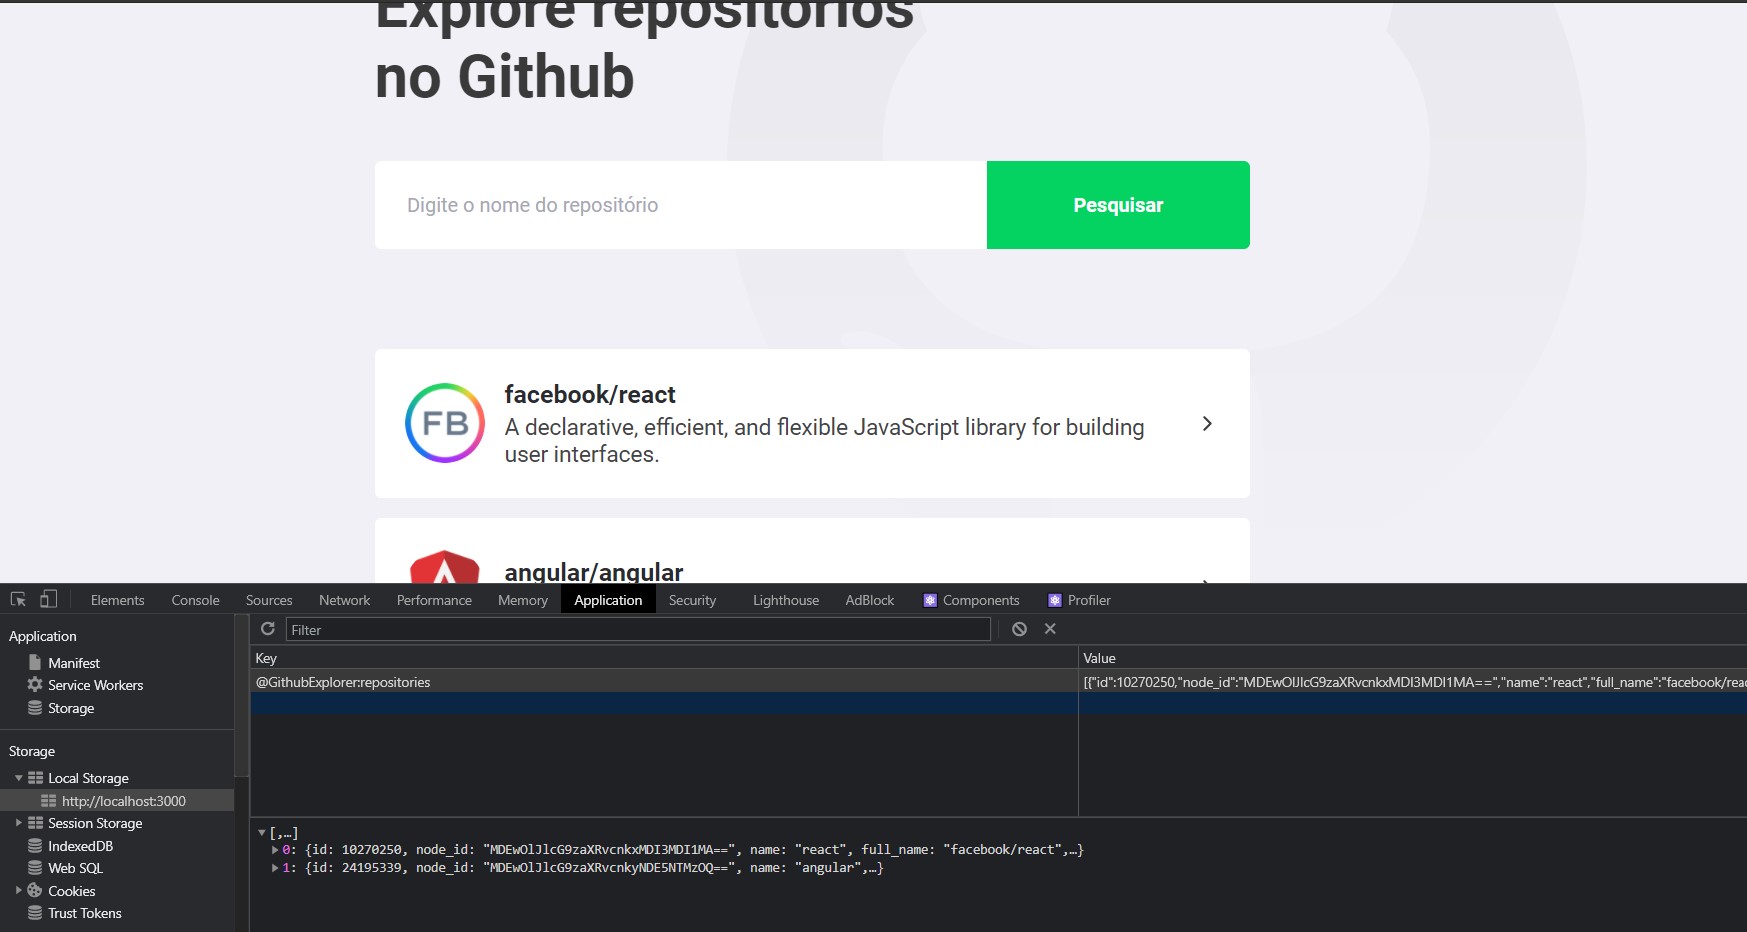 Explore repositórios
no Github
Digite o nome do repositório
Pesquisar
FB
facebook/react
A declarative, efficient, and flexible JavaScript library for building
user interfaces.
angular/angular
Elements Console Sources Network Performance Memory Application Security Lighthouse AdBlock Components Profiler
Application
Manifest
Service Workers
Storage
Storage
Local Storage
http://localhost:3000
Session Storage
IndexedDB
Web SQL
Cookies
Trust Tokens
Filter
Key Value
@GithubExplorer:repositories [{"id":10270250,"node_id":"MDEwOlJlcG9zaXRvcnkxMDI3MDI1MA==","name":"react","full_name":"facebook/reac
[,…]
0: {id: 10270250, node_id: "MDEwOlJlcG9zaXRvcnkxMDI3MDI1MA==", name: "react", full_name: "facebook/react",…}
1: {id: 24195339, node_id: "MDEwOlJlcG9zaXRvcnkyNDE5NTMzOQ==", name: "angular",…}